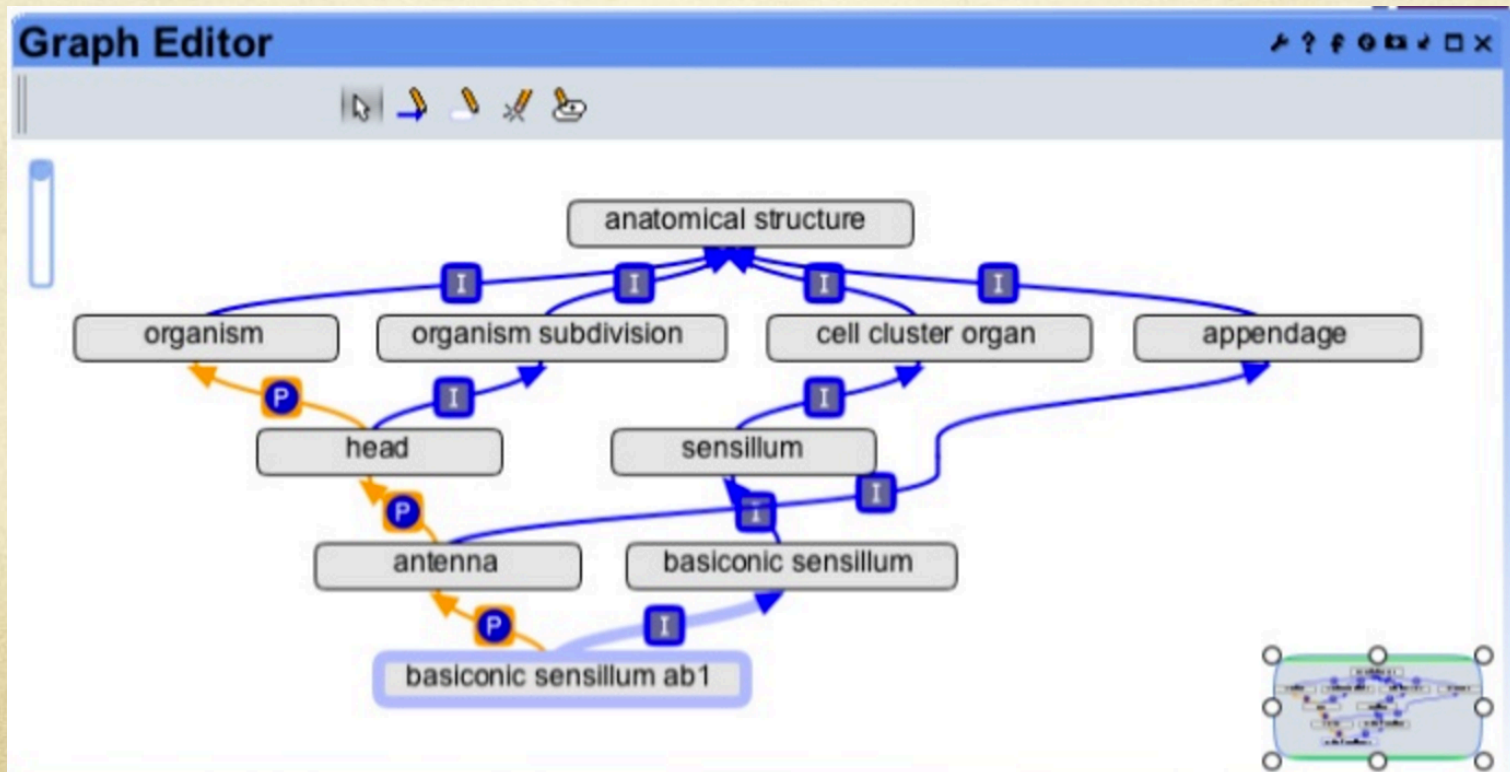 Graph Editor
anatomical structure
I I I I
organism organism subdivision cell cluster organ appendage
P I I
head sensillum
P I I
antenna basiconic sensillum
P I
basiconic sensillum ab1